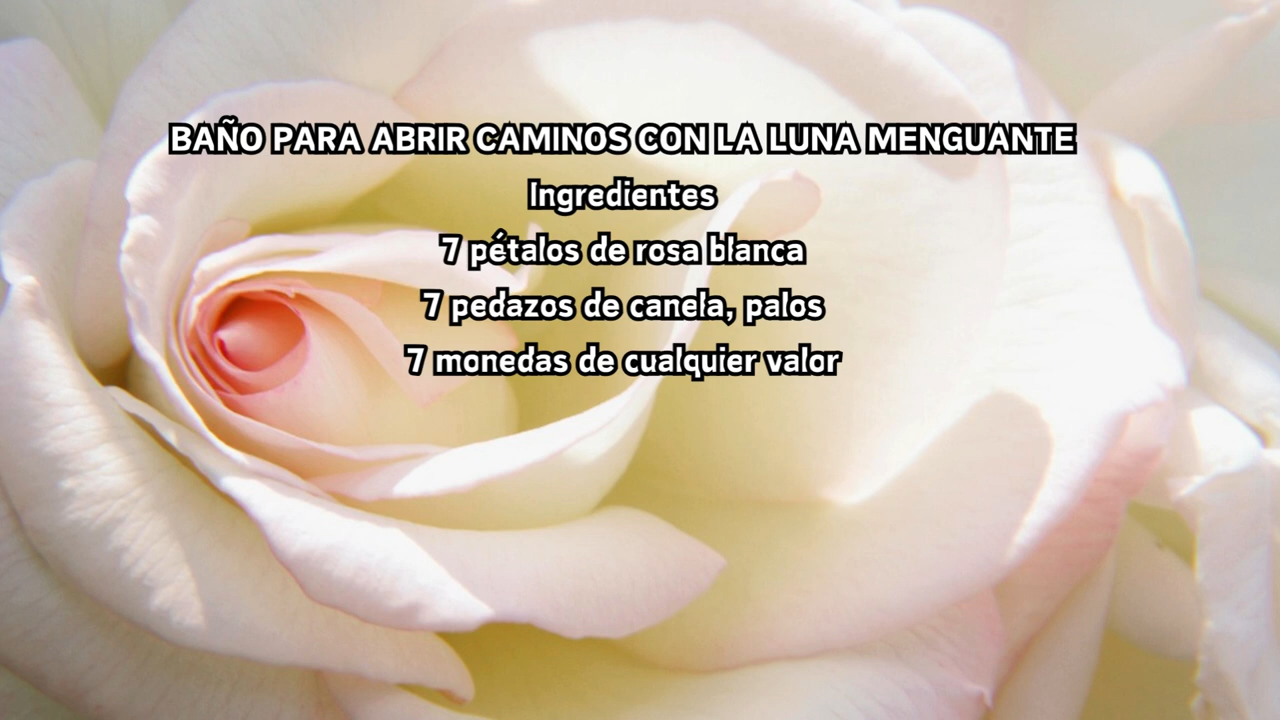 BAÑO PARA ABRIR CAMINOS CON LA LUNA MENGUANTE
Ingredientes
7 pétalos de rosa blanca
7 pedazos de canela, palos
7 monedas de cualquier valor